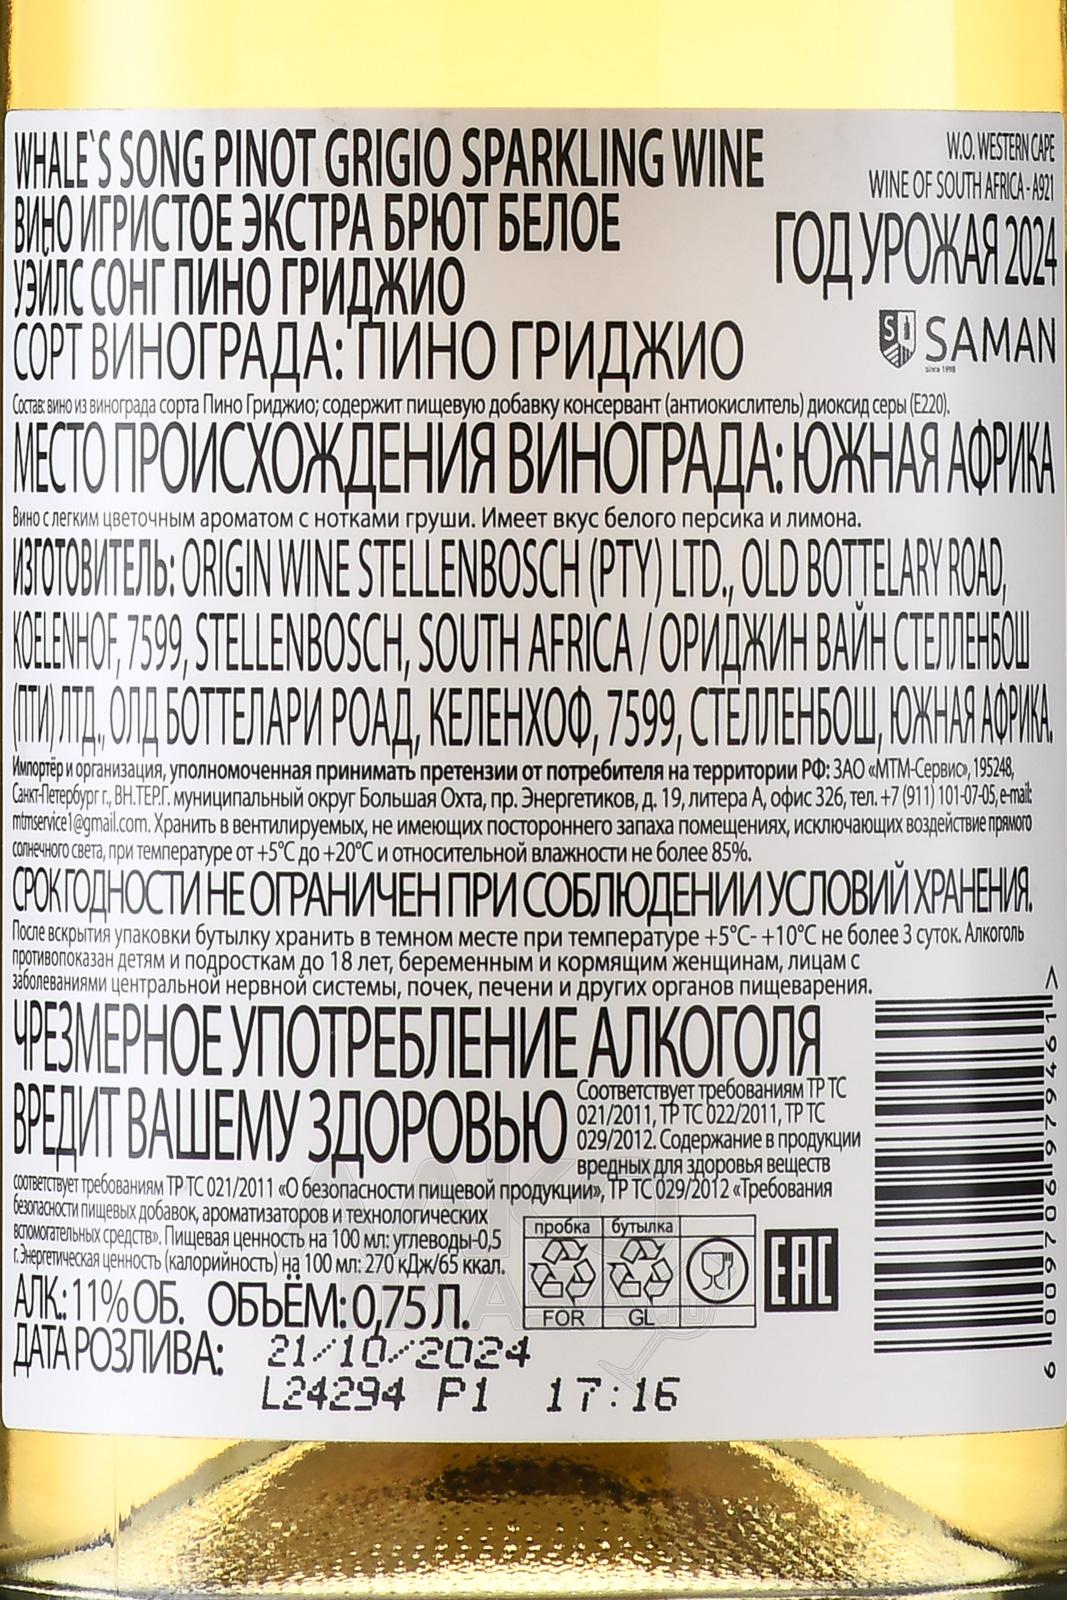 WHALE`S SONG PINOT GRIGIO SPARKLING WINE
ВИНО ИГРИСТОЕ ЭКСТРА БРЮТ БЕЛОЕ
УЭЙЛС СОНГ ПИНО ГРИДЖИО
W.O. WESTERN CAPE
WINE OF SOUTH AFRICA - A921
ГОД УРОЖАЯ 2024
S SAMAN
since 1998
СОРТ ВИНОГРАДА: ПИНО ГРИДЖИО
Состав: вино из винограда сорта Пино Гриджио; содержит пищевую добавку консервант (антиокислитель) диоксид серы (Е220).
МЕСТО ПРОИСХОЖДЕНИЯ ВИНОГРАДА: ЮЖНАЯ АФРИКА
Вино с легким цветочным ароматом с нотками груши. Имеет вкус белого персика и лимона.
ИЗГОТОВИТЕЛЬ: ORIGIN WINE STELLENBOSCH (PTY) LTD., OLD BOTTELARY ROAD,
KOELENHOF, 7599, STELLENBOSCH, SOUTH AFRICA / ОРИДЖИН ВАЙН СТЕЛЛЕНБОШ
(ПТИ) ЛТД., ОЛД БОТТЕЛАРИ РОАД, КЕЛЕНХОФ, 7599, СТЕЛЛЕНБОШ, ЮЖНАЯ АФРИКА.
Импортёр и организация, уполномоченная принимать претензии от потребителя на территории РФ: ЗАО «МТМ-Сервис», 195248,
Санкт-Петербург г., ВН.ТЕР.Г. муниципальный округ Большая Охта, пр. Энергетиков, д. 19, литера А, офис 326, тел. +7 (911) 101-07-05, e-mail:
mtmservice1@gmail.com. Хранить в вентилируемых, не имеющих постороннего запаха помещениях, исключающих воздействие прямого
солнечного света, при температуре от +5°С до +20°С и относительной влажности не более 85%.
СРОК ГОДНОСТИ НЕ ОГРАНИЧЕН ПРИ СОБЛЮДЕНИИ УСЛОВИЙ ХРАНЕНИЯ.
После вскрытия упаковки бутылку хранить в темном месте при температуре +5°С- +10°С не более 3 суток. Алкоголь
противопоказан детям и подросткам до 18 лет, беременным и кормящим женщинам, лицам с
заболеваниями центральной нервной системы, почек, печени и других органов пищеварения.
ЧРЕЗМЕРНОЕ УПОТРЕБЛЕНИЕ АЛКОГОЛЯ
ВРЕДИТ ВАШЕМУ ЗДОРОВЬЮ
Соответствует требованиям ТР ТС
021/2011, ТР ТС 022/2011, ТР ТС
029/2012. Содержание в продукции
вредных для здоровья веществ
соответствует требованиям ТР ТС 021/2011 «О безопасности пищевой продукции», ТР ТС 029/2012 «Требования
безопасности пищевых добавок, ароматизаторов и технологических
вспомогательных средств». Пищевая ценность на 100 мл: углеводы-0,5
г. Энергетическая ценность (калорийность) на 100 мл: 270 кДж/65 ккал.
пробка бутылка
FOR GL
EAC
АЛК.: 11% ОБ. ОБЪЁМ: 0,75 Л.
ДАТА РОЗЛИВА: 21/10/2024
L24294 P1 17:16
6 009706 979461 >